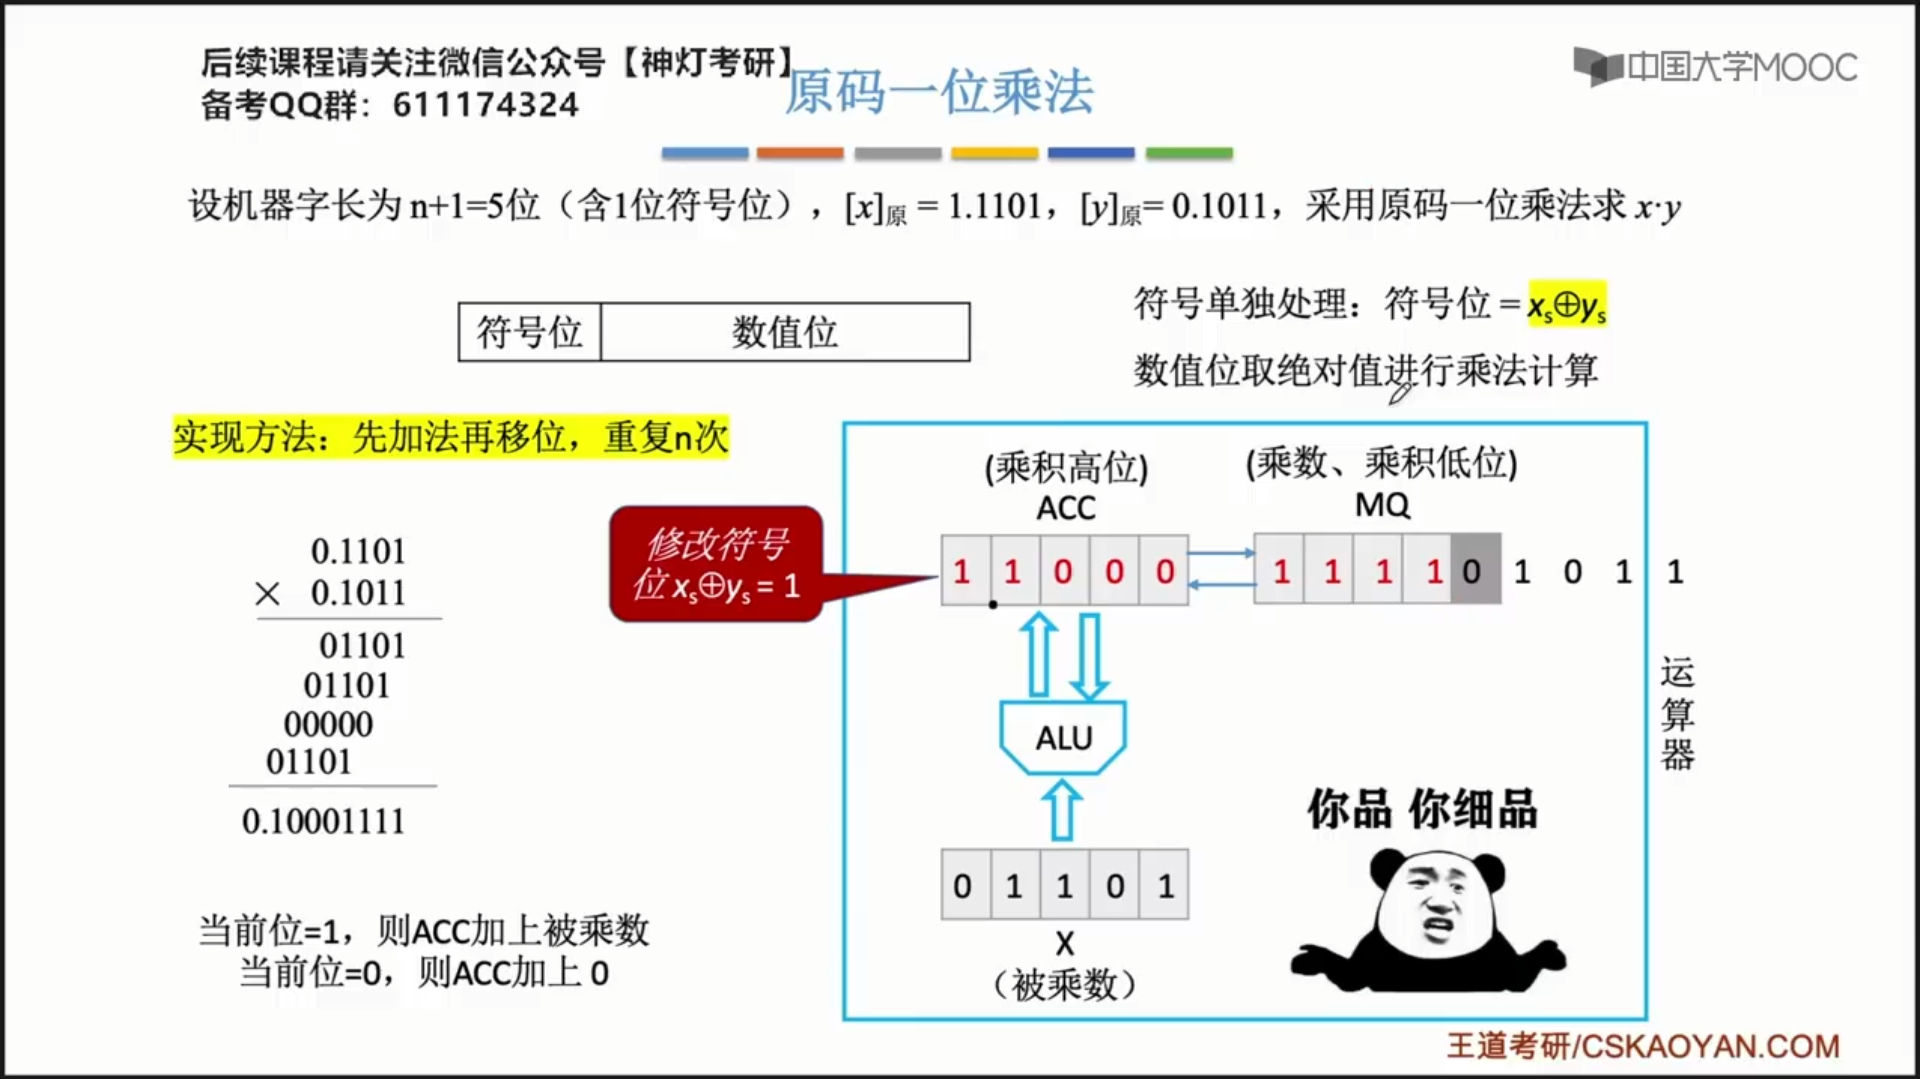 后续课程请关注微信公众号【神灯考研】
备考QQ群：611174324
原码一位乘法
中国大学MOOC
设机器字长为 n+1=5位（含1位符号位），[x]原 = 1.1101，[y]原= 0.1011，采用原码一位乘法求 x·y
符号位 数值位
符号单独处理：符号位 = xs⊕ys
数值位取绝对值进行乘法计算
实现方法：先加法再移位，重复n次
0.1101
× 0.1011
01101
01101
00000
01101
0.10001111
当前位=1，则ACC加上被乘数
当前位=0，则ACC加上 0
修改符号
位 xs⊕ys = 1
(乘积高位)
ACC
(乘数、乘积低位)
MQ
1 1 0 0 0
1 1 1 1 0 1 0 1 1
ALU
0 1 1 0 1
X
（被乘数）
运算器
你品 你细品
王道考研/CSKAOYAN.COM